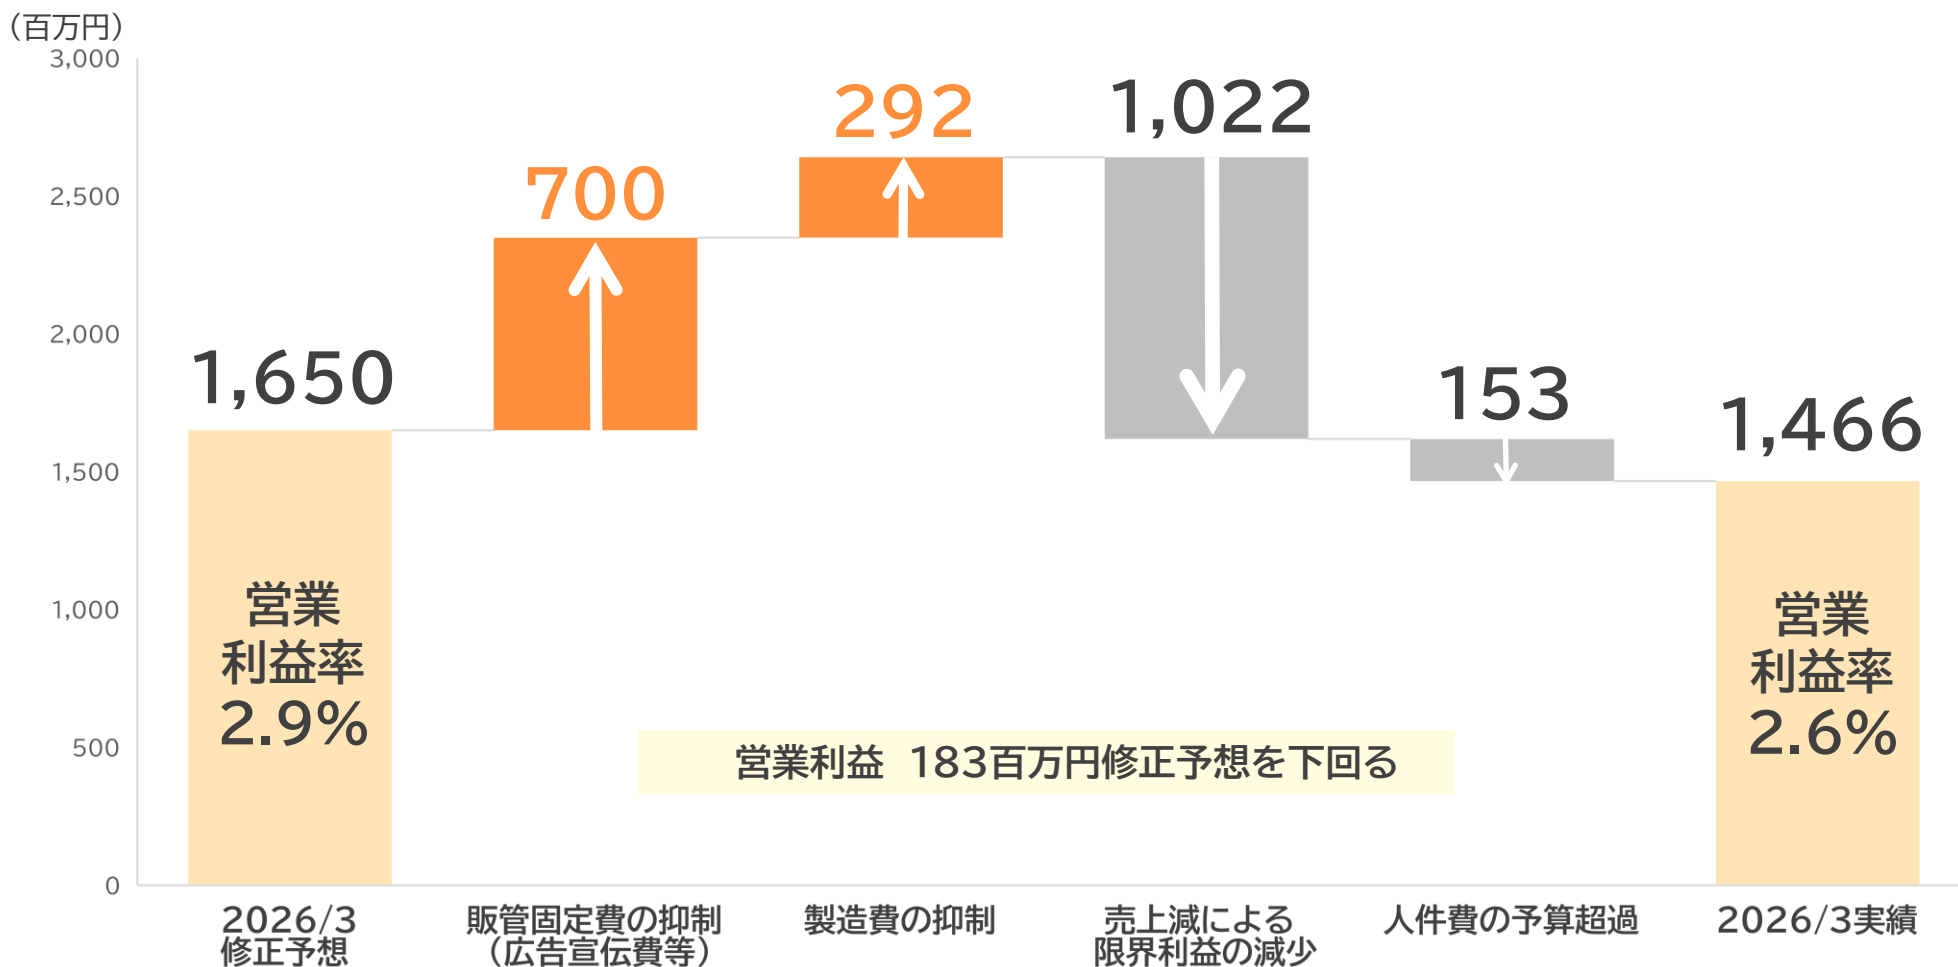 （百万円）
3,000
2,500
2,000
1,500
1,000
500
0
1,650
700
292
1,022
153
1,466
営業
利益率
2.9%
営業
利益率
2.6%
営業利益 183百万円修正予想を下回る
2026/3
修正予想
販管固定費の抑制
（広告宣伝費等）
製造費の抑制
売上減による
限界利益の減少
人件費の予算超過
2026/3実績